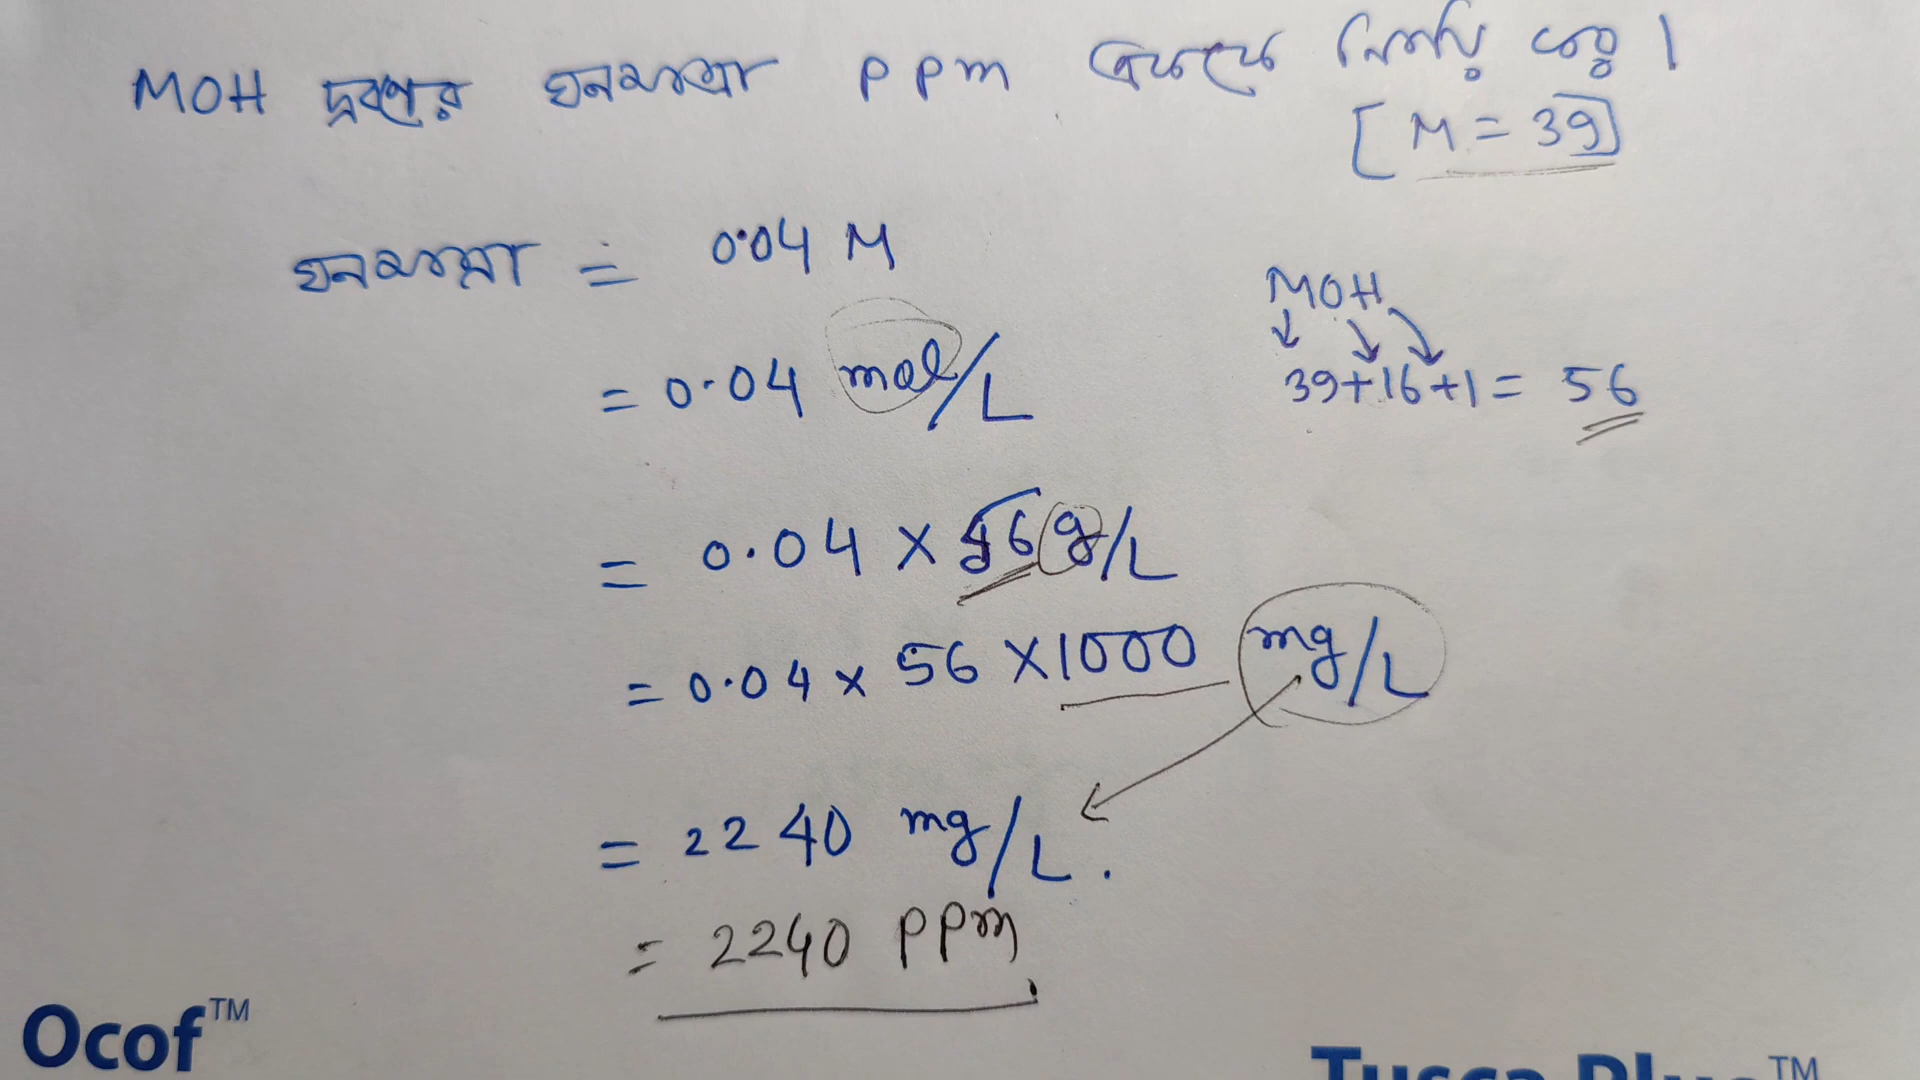 MOH দ্রবণের ঘনমাত্রা ppm এককে নির্ণয় কর।
[M = 39]
ঘনমাত্রা = 0.04 M
= 0.04 mol/L
MOH
39+16+1 = 56
= 0.04 × 56 g/L
= 0.04 × 56 ×1000 mg/L
= 2240 mg/L.
= 2240 ppm
Ocof™